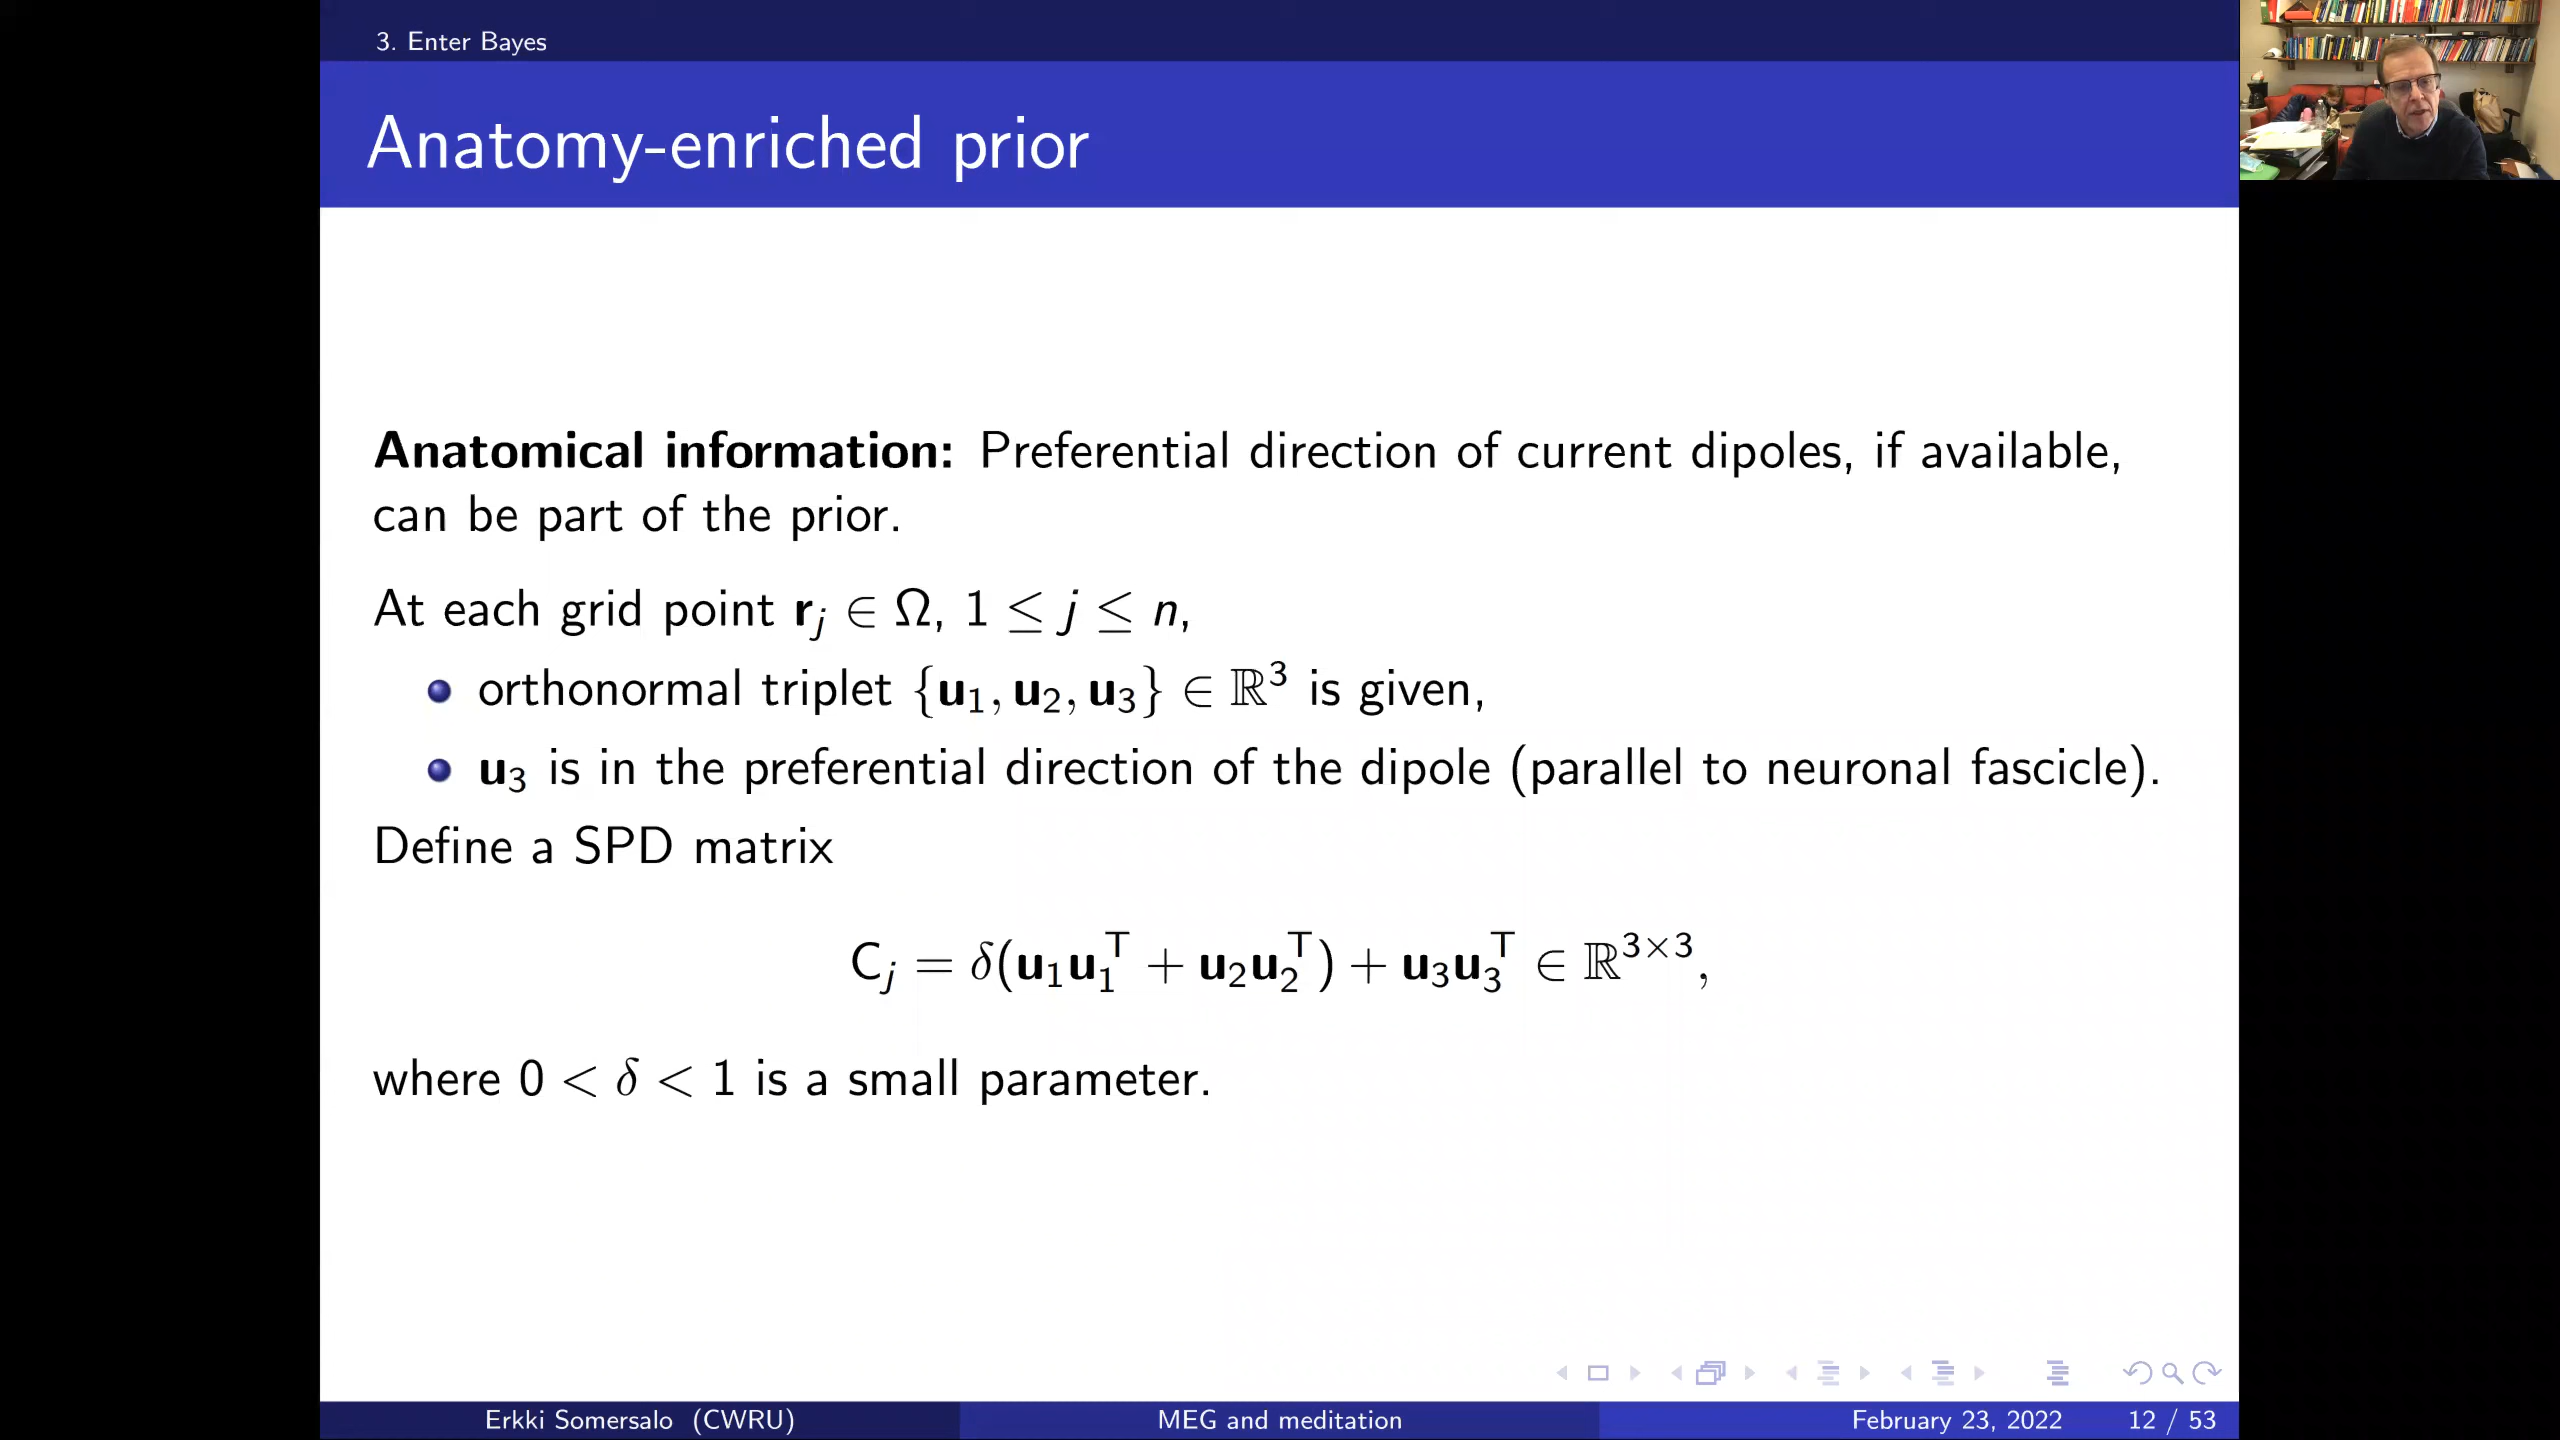 3. Enter Bayes
Anatomy-enriched prior
Anatomical information: Preferential direction of current dipoles, if available,
can be part of the prior.
At each grid point r_j ∈ Ω, 1 ≤ j ≤ n,
orthonormal triplet {u₁, u₂, u₃} ∈ ℝ³ is given,
u₃ is in the preferential direction of the dipole (parallel to neuronal fascicle).
Define a SPD matrix
C_j = δ(u₁u₁ᵀ + u₂u₂ᵀ) + u₃u₃ᵀ ∈ ℝ³ˣ³,
where 0 < δ < 1 is a small parameter.
Erkki Somersalo (CWRU) MEG and meditation February 23, 2022 12 / 53